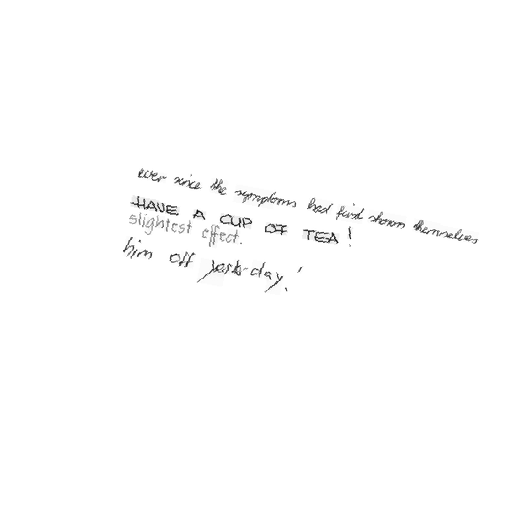 ever since the symptoms had first shown themselves
HAVE A CUP OF TEA!
slightest effect.
him off yesterday!'